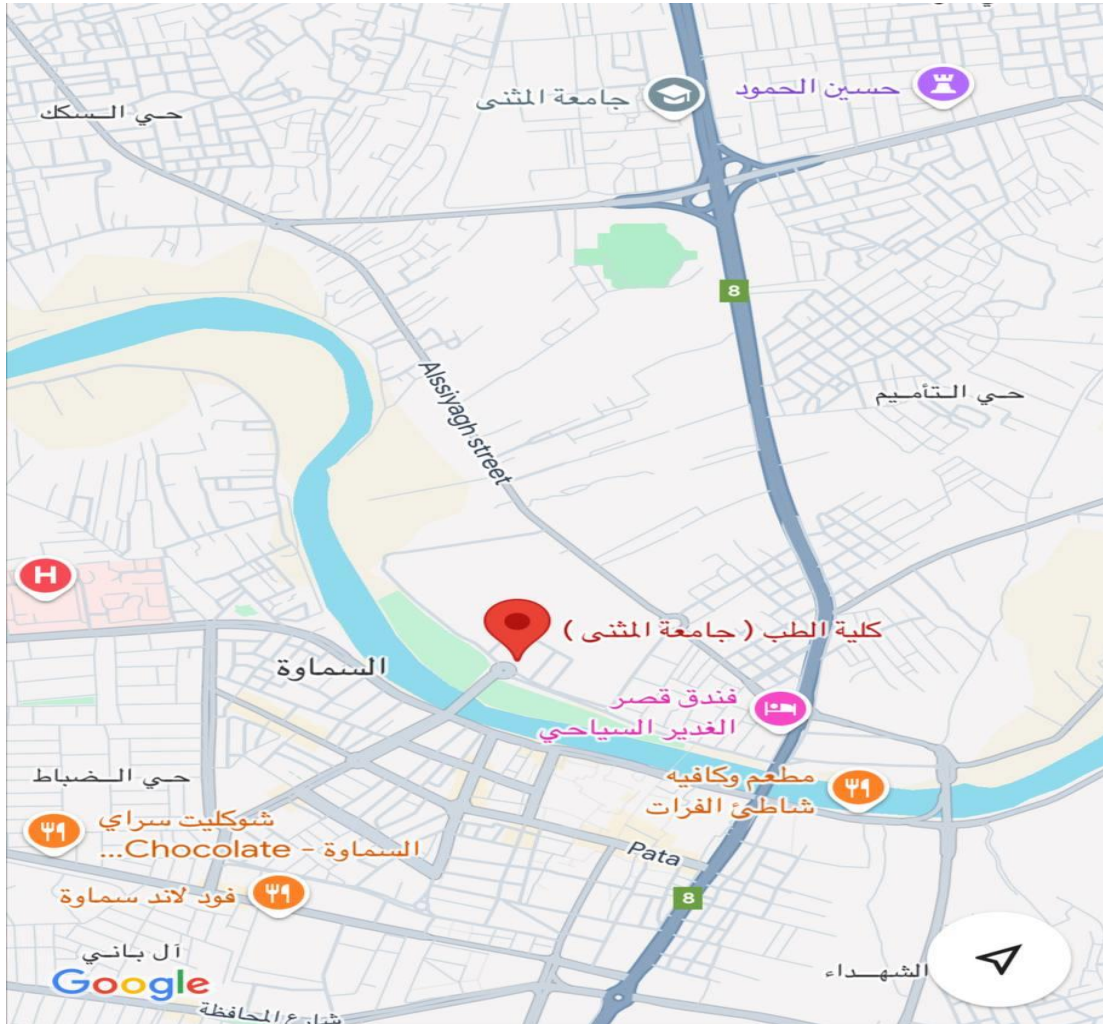 حسين الحمود
جامعة المثنى
حي السكك
8
Alssiyagh street
حي التأميم
H
كلية الطب ( جامعة المثنى )
السماوة
فندق قصر
الغدير السياحي
حي الضباط
مطعم وكافيه
شاطئ الفرات
شوكليت سراي
السماوة - Chocolate...
Pata
فود لاند سماوة
8
آل باني
الشهداء
Google
شارع المحافظة